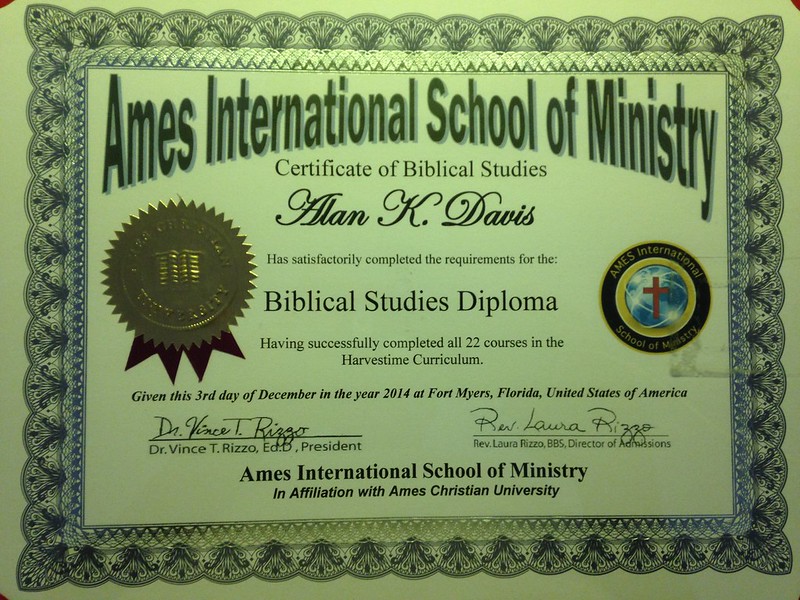 Ames International School of Ministry
Certificate of Biblical Studies
Alan K. Davis
AMES CHRISTIAN
UNIVERSITY
Has satisfactorily completed the requirements for the:
AMES International
School of Ministry
Biblical Studies Diploma
Having successfully completed all 22 courses in the
Harvestime Curriculum.
Given this 3rd day of December in the year 2014 at Fort Myers, Florida, United States of America
Dr. Vince T. Rizzo
Rev. Laura Rizzo
Dr. Vince T. Rizzo, Ed.D , President
Rev. Laura Rizzo, BBS, Director of Admissions
Ames International School of Ministry
In Affiliation with Ames Christian University